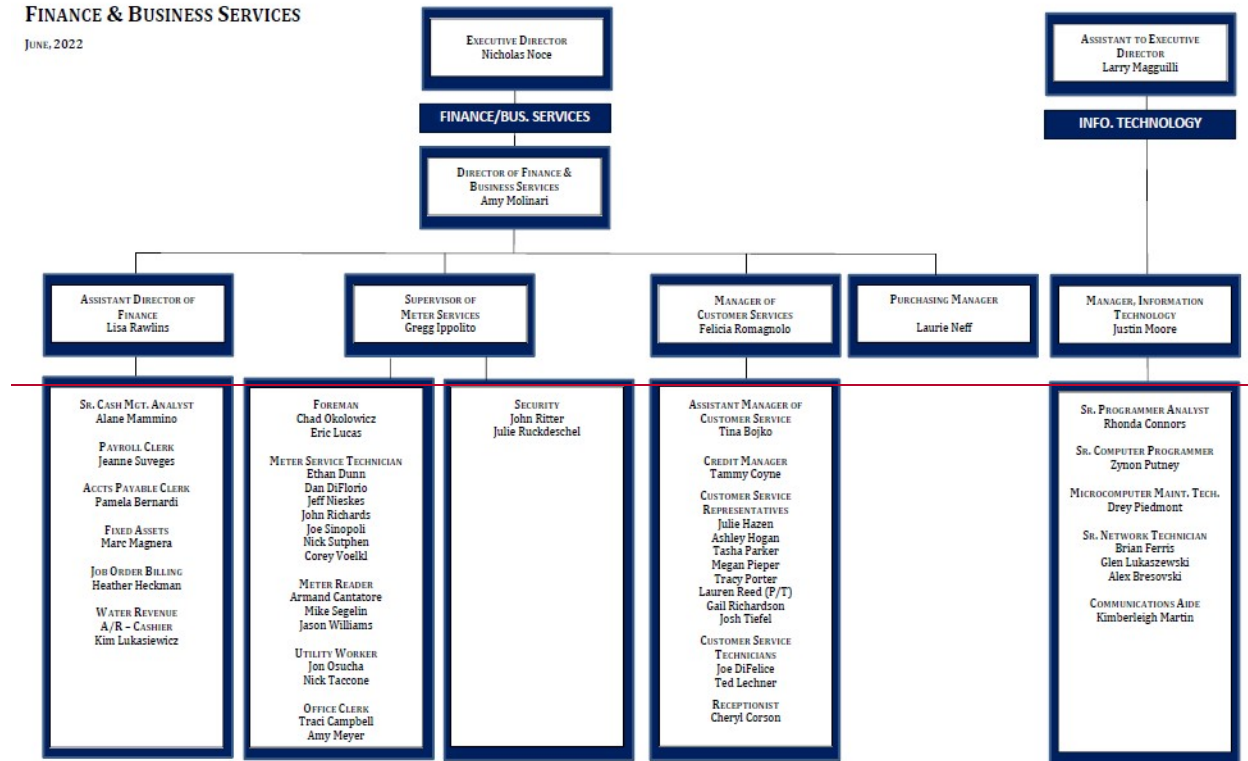 FINANCE & BUSINESS SERVICES
JUNE, 2022
EXECUTIVE DIRECTOR
Nicholas Noce
ASSISTANT TO EXECUTIVE
DIRECTOR
Larry Magguilli
FINANCE/BUS. SERVICES
INFO. TECHNOLOGY
DIRECTOR OF FINANCE &
BUSINESS SERVICES
Amy Molinari
ASSISTANT DIRECTOR OF
FINANCE
Lisa Rawlins
SUPERVISOR OF
METER SERVICES
Gregg Ippolito
MANAGER OF
CUSTOMER SERVICES
Felicia Romagnolo
PURCHASING MANAGER
Laurie Neff
MANAGER, INFORMATION
TECHNOLOGY
Justin Moore
SR. CASH MGT. ANALYST
Alane Mammino
PAYROLL CLERK
Jeanne Suveges
ACCTS PAYABLE CLERK
Pamela Bernardi
FIXED ASSETS
Marc Magnera
JOB ORDER BILLING
Heather Heckman
WATER REVENUE
A/R – CASHIER
Kim Lukasiewicz
FOREMAN
Chad Okolowicz
Eric Lucas
METER SERVICE TECHNICIAN
Ethan Dunn
Dan DiFlorio
Jeff Nieskes
John Richards
Joe Sinopoli
Nick Sutphen
Corey Voelkl
METER READER
Armand Cantatore
Mike Segelin
Jason Williams
UTILITY WORKER
Jon Osucha
Nick Taccone
OFFICE CLERK
Traci Campbell
Amy Meyer
SECURITY
John Ritter
Julie Ruckdeschel
ASSISTANT MANAGER OF
CUSTOMER SERVICE
Tina Bojko
CREDIT MANAGER
Tammy Coyne
CUSTOMER SERVICE
REPRESENTATIVES
Julie Hazen
Ashley Hogan
Tasha Parker
Megan Pieper
Tracy Porter
Lauren Reed (P/T)
Gail Richardson
Josh Tiefel
CUSTOMER SERVICE
TECHNICIANS
Joe DiFelice
Ted Lechner
RECEPTIONIST
Cheryl Corson
SR. PROGRAMMER ANALYST
Rhonda Connors
SR. COMPUTER PROGRAMMER
Zynon Putney
MICROCOMPUTER MAINT. TECH.
Drey Piedmont
SR. NETWORK TECHNICIAN
Brian Ferris
Glen Lukaszewski
Alex Bresovski
COMMUNICATIONS AIDE
Kimberleigh Martin